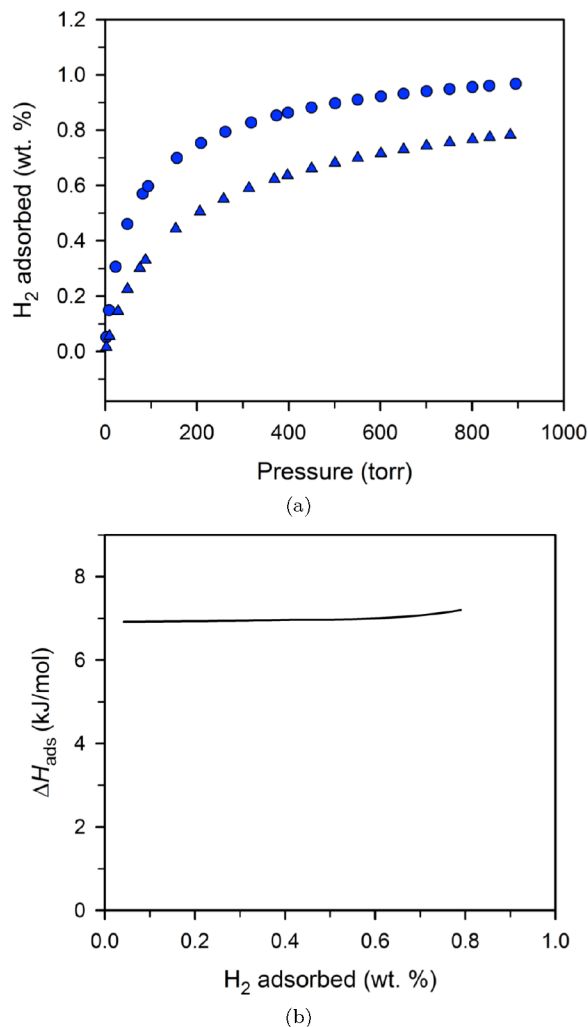 1.2
1.0
0.8
0.6
0.4
0.2
0.0
H₂ adsorbed (wt. %)
0 200 400 600 800 1000
Pressure (torr)
(a)
8
6
4
2
0
ΔHads (kJ/mol)
0.0 0.2 0.4 0.6 0.8 1.0
H₂ adsorbed (wt. %)
(b)